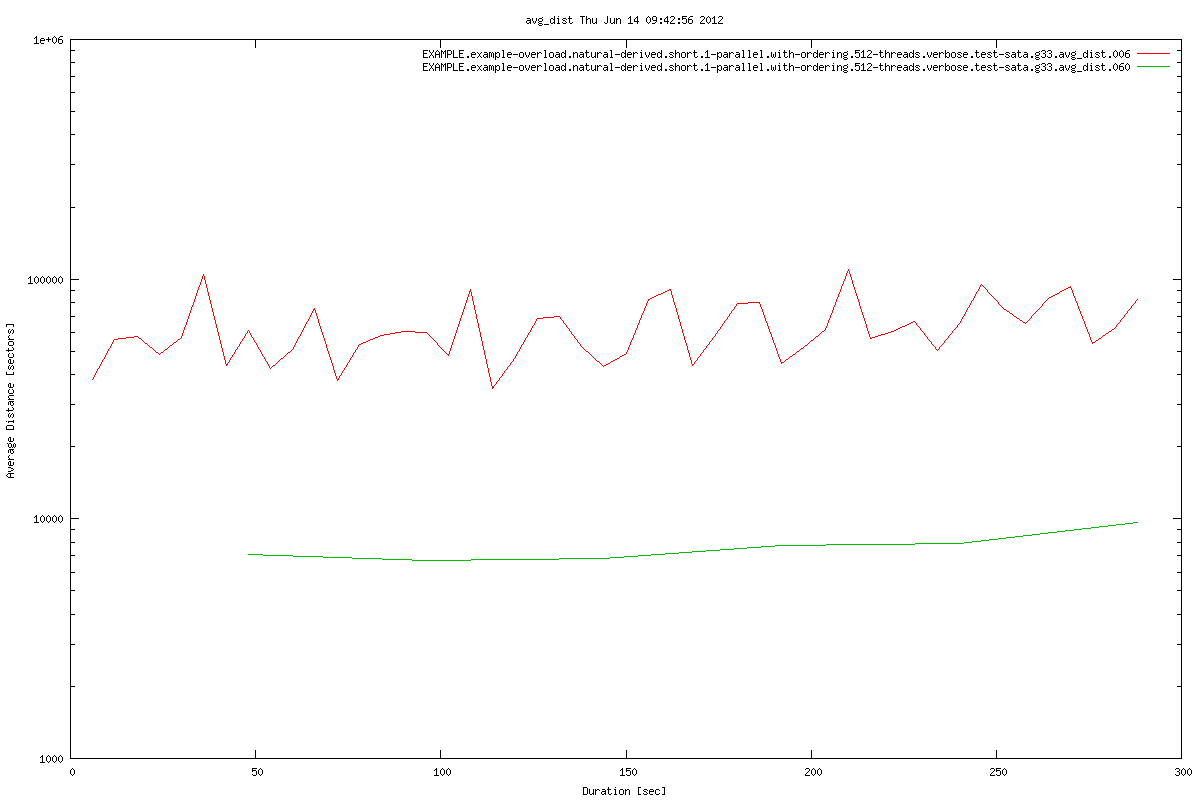 avg_dist Thu Jun 14 09:42:56 2012
1e+06
EXAMPLE.example-overload.natural-derived.short.1-parallel.with-ordering.512-threads.verbose.test-sata.g33.avg_dist.006
EXAMPLE.example-overload.natural-derived.short.1-parallel.with-ordering.512-threads.verbose.test-sata.g33.avg_dist.060
100000
Average Distance [sectors]
10000
1000
0 50 100 150 200 250 300
Duration [sec]